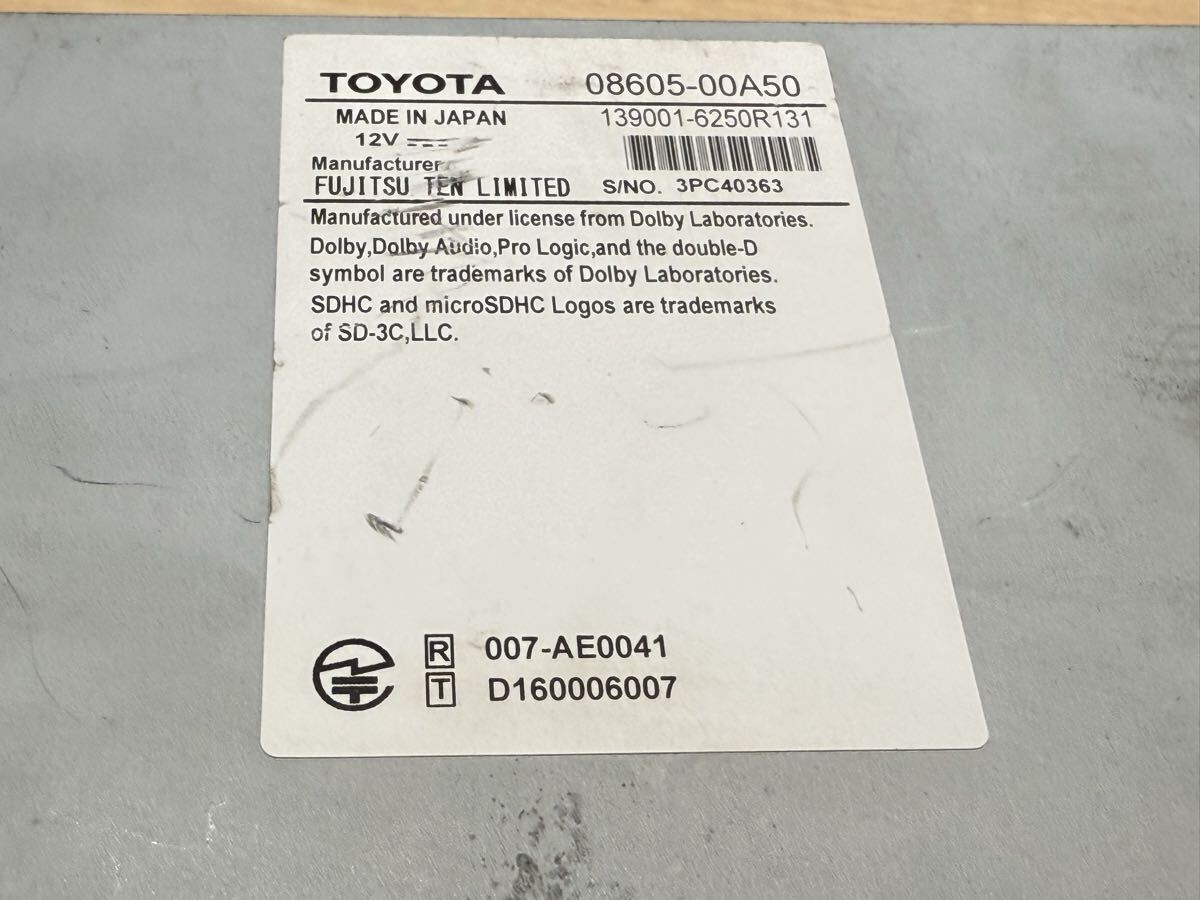 TOYOTA 08605-00A50
MADE IN JAPAN 139001-6250R131
12V
Manufacturer
FUJITSU TEN LIMITED S/NO. 3PC40363
Manufactured under license from Dolby Laboratories.
Dolby,Dolby Audio,Pro Logic,and the double-D
symbol are trademarks of Dolby Laboratories.
SDHC and microSDHC Logos are trademarks
of SD-3C,LLC.
R 007-AE0041
T D160006007